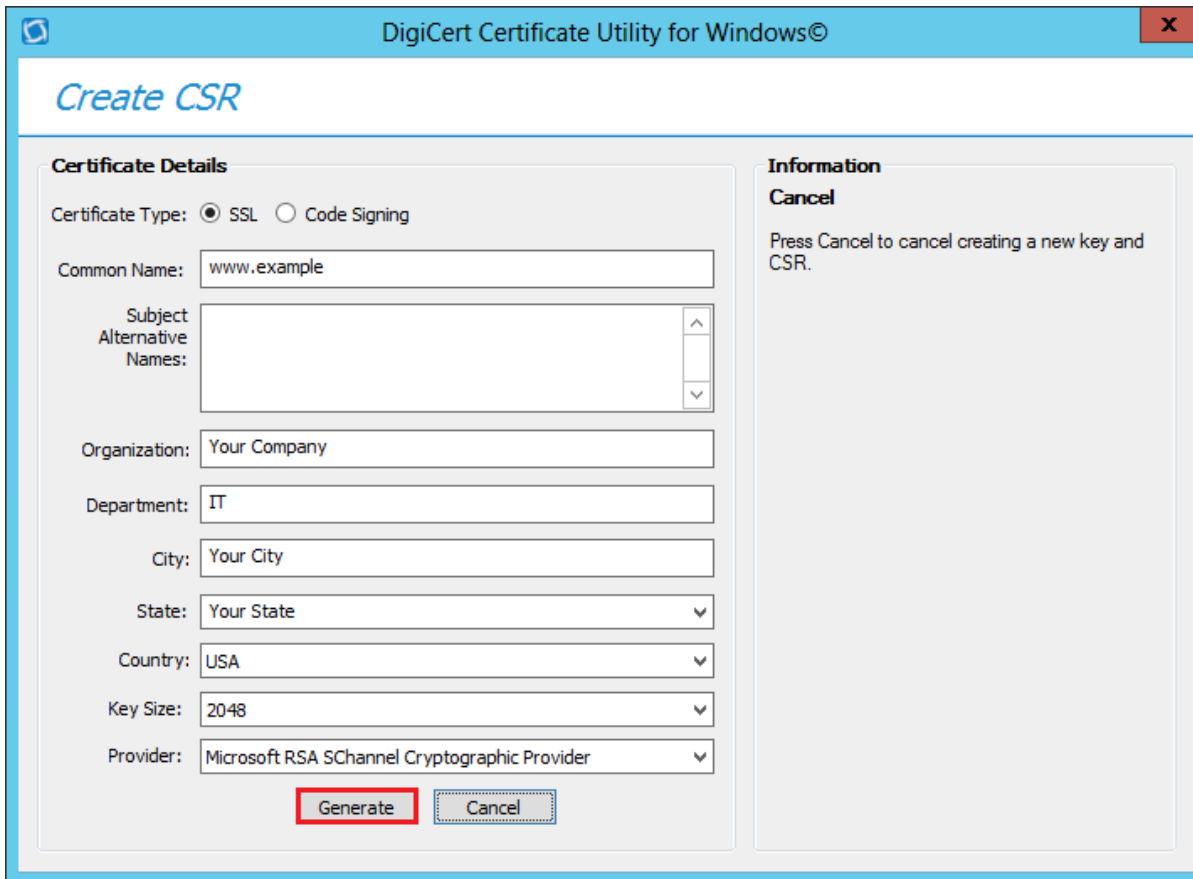 DigiCert Certificate Utility for Windows©
x
Create CSR
Certificate Details
Certificate Type: SSL Code Signing
Common Name: www.example
Subject
Alternative
Names:
Organization: Your Company
Department: IT
City: Your City
State: Your State
Country: USA
Key Size: 2048
Provider: Microsoft RSA SChannel Cryptographic Provider
Generate Cancel
Information
Cancel
Press Cancel to cancel creating a new key and
CSR.